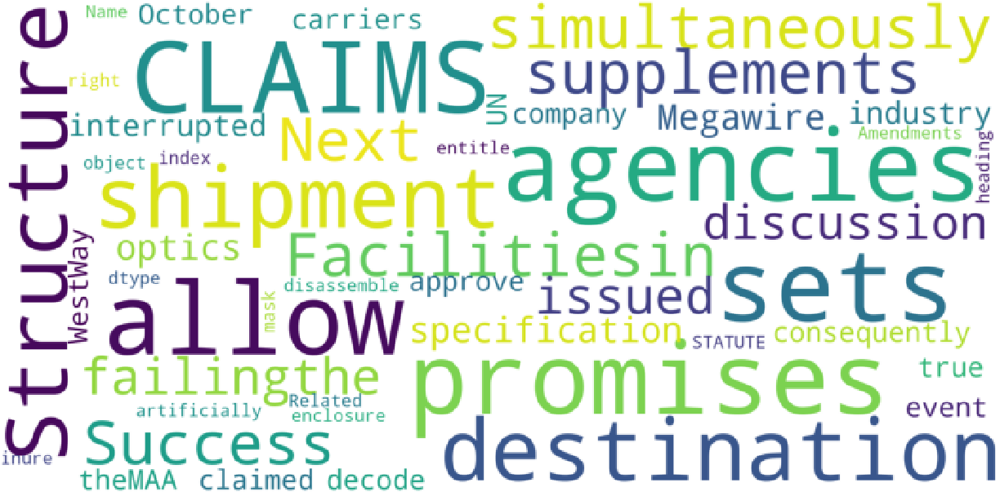 Structure
Name
October
carriers
simultaneously
CLAIMS
supplements
right
UN
company
Megawire
industry
interrupted
Next
Amendments
entitle
agencies
heading
object
index
shipment
discussion
optics
Facilitiesin
WestWay
dtype
disassemble
approve
issued
sets
allow
mask
specification
STATUTE
consequently
failingthe
promises
true
Related
artificially
enclosure
event
Success
destination
inure
theMAA
claimed
decode